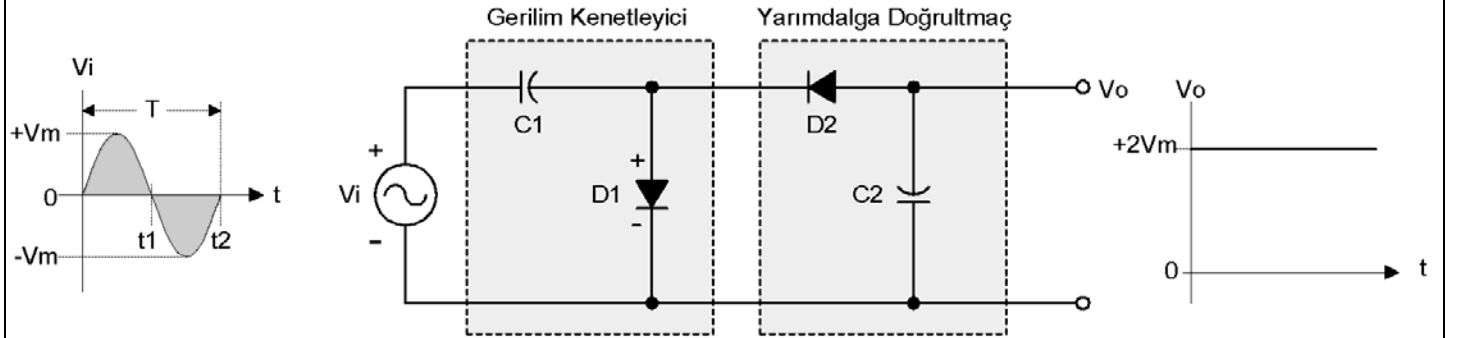 Gerilim Kenetleyici
Yarımdalga Doğrultmaç
Vi
T
+Vm
0
t
t1
t2
-Vm
+
Vi
-
C1
+
D1
-
D2
C2
Vo
Vo
+2Vm
0
t